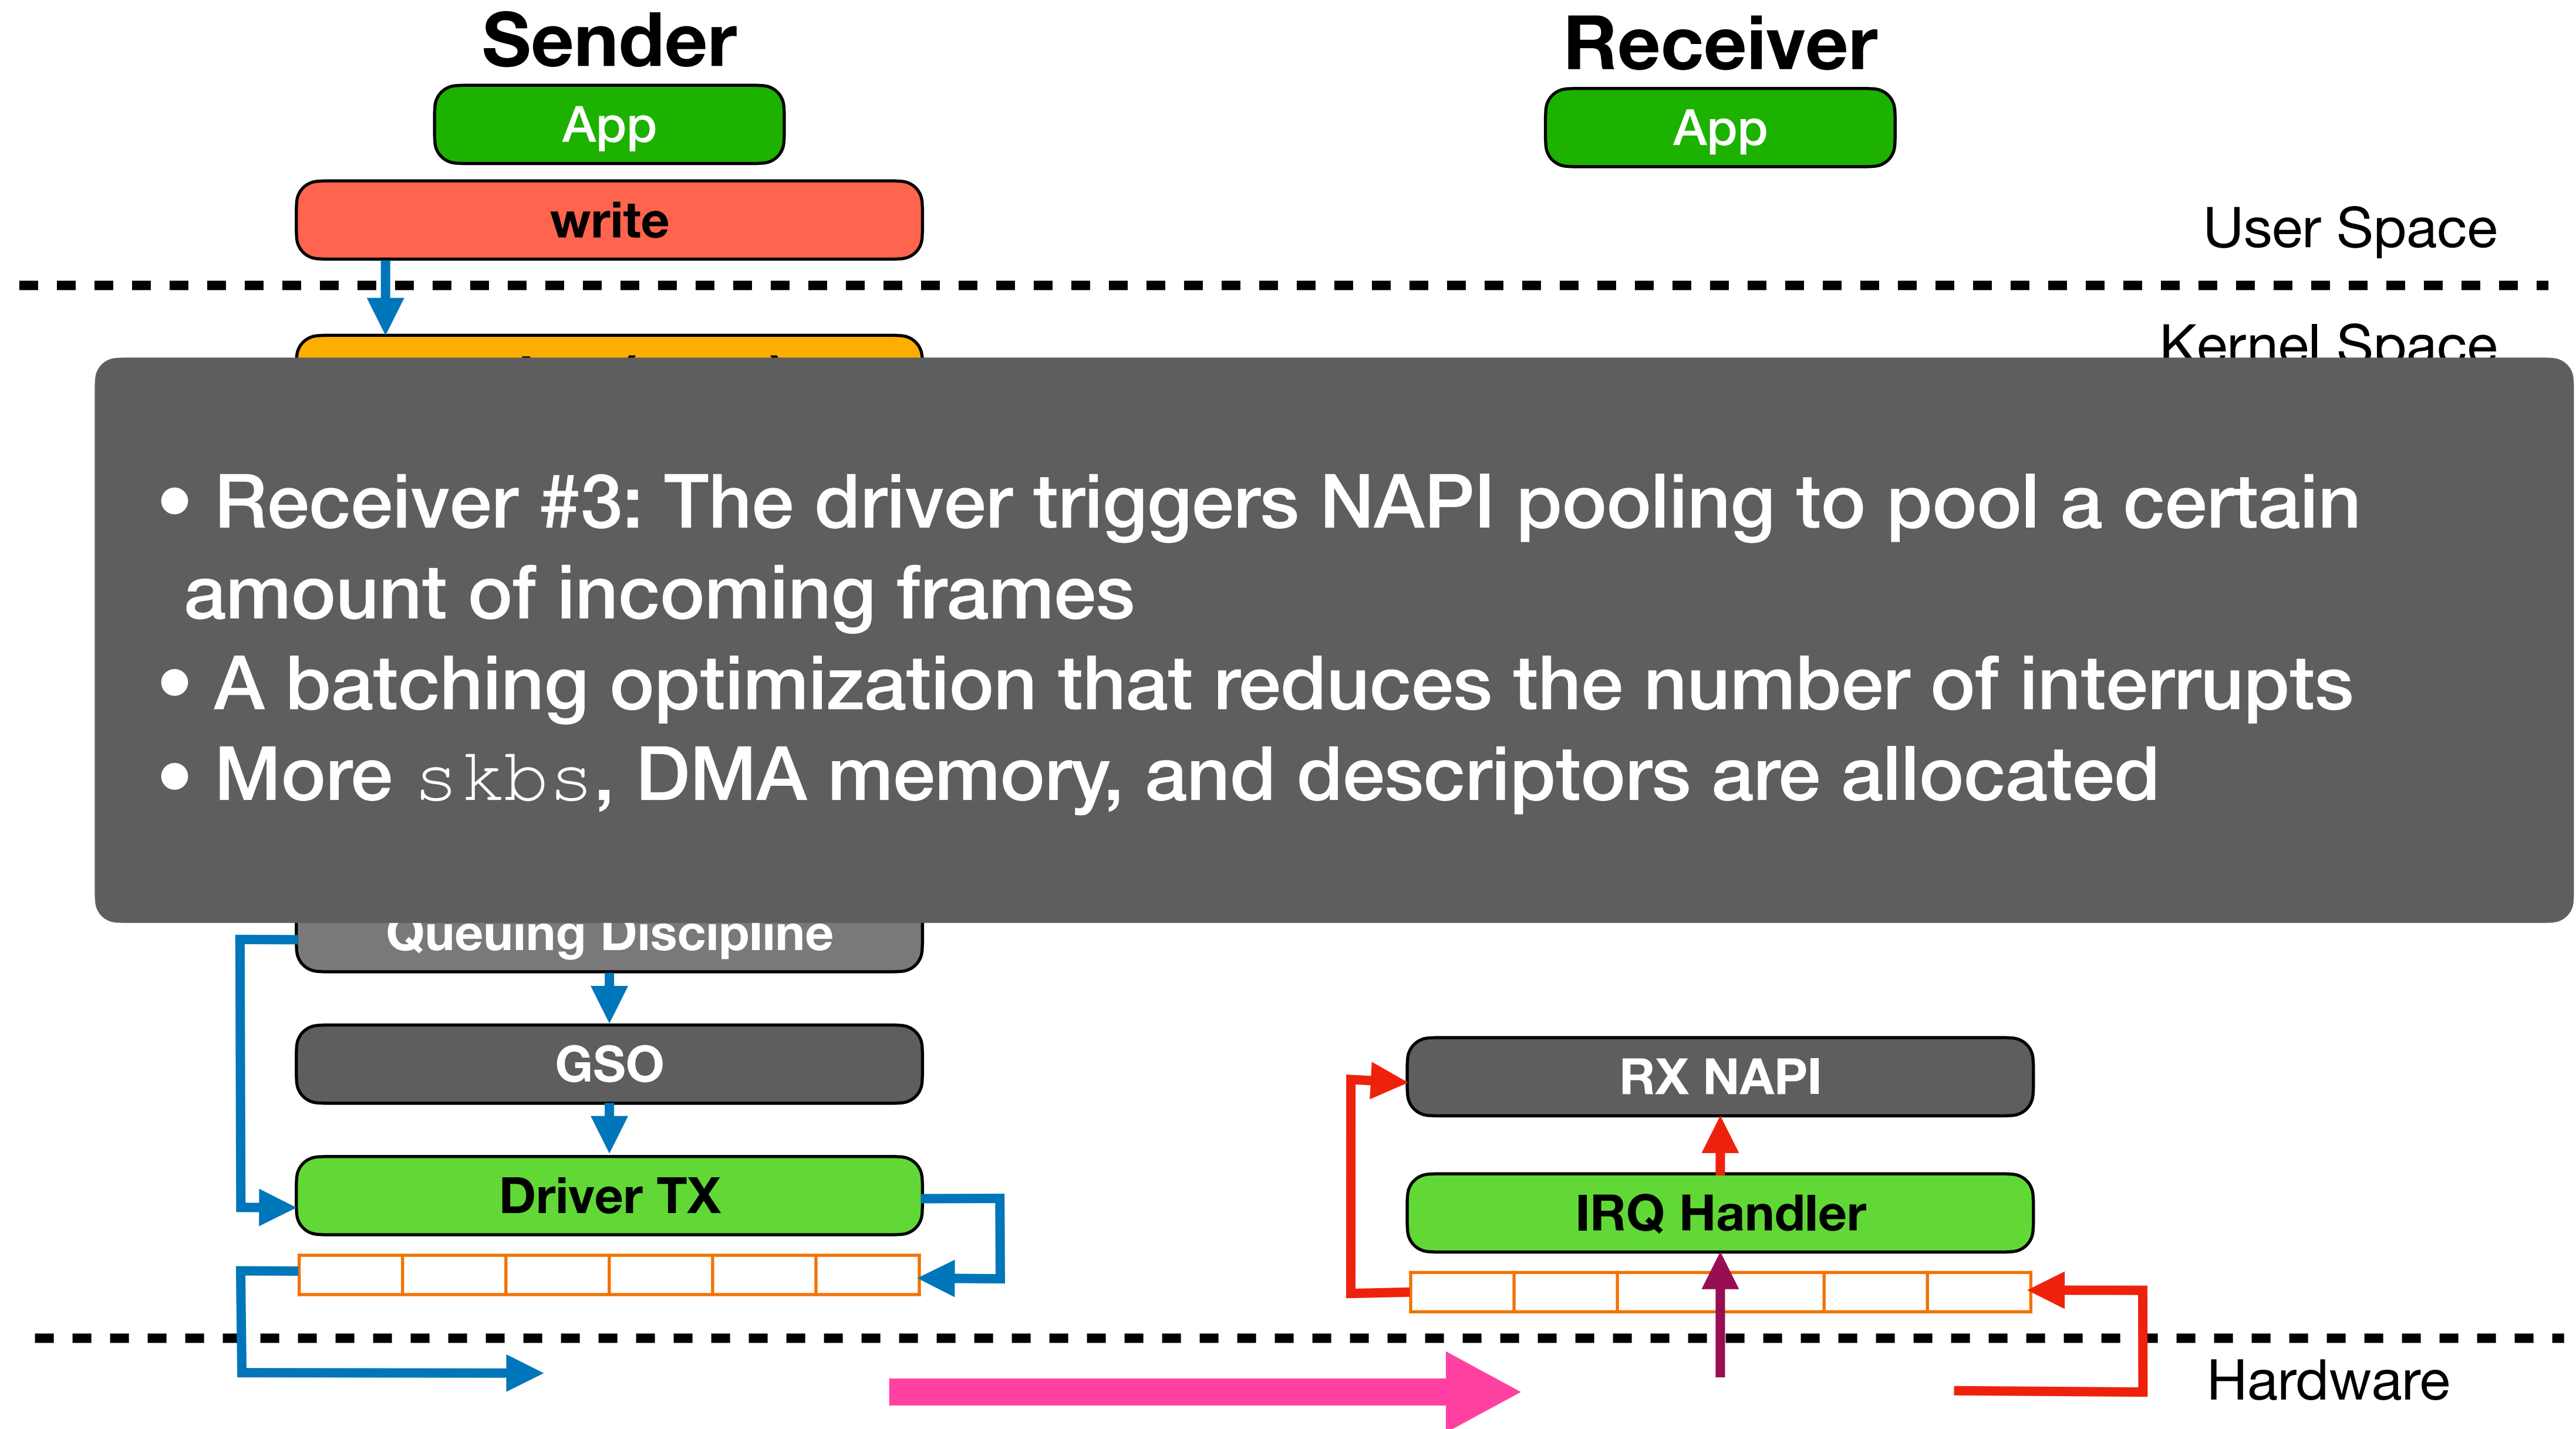 Sender
Receiver
App
App
write
User Space
Kernel Space
• Receiver #3: The driver triggers NAPI pooling to pool a certain
amount of incoming frames
• A batching optimization that reduces the number of interrupts
• More skbs, DMA memory, and descriptors are allocated
Queuing Discipline
GSO
RX NAPI
Driver TX
IRQ Handler
Hardware